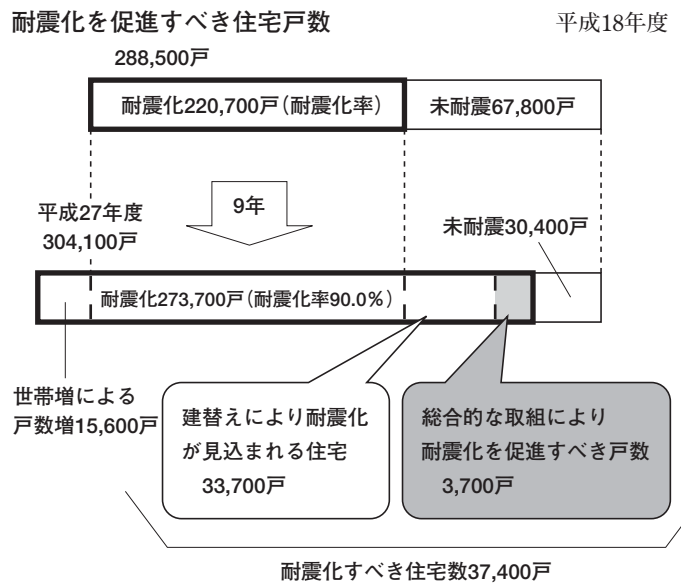 耐震化を促進すべき住宅戸数
平成18年度
288,500戸
耐震化220,700戸（耐震化率）
未耐震67,800戸
9年
平成27年度
304,100戸
未耐震30,400戸
耐震化273,700戸（耐震化率90.0％）
世帯増による
戸数増15,600戸
建替えにより耐震化
が見込まれる住宅
33,700戸
総合的な取組により
耐震化を促進すべき戸数
3,700戸
耐震化すべき住宅数37,400戸